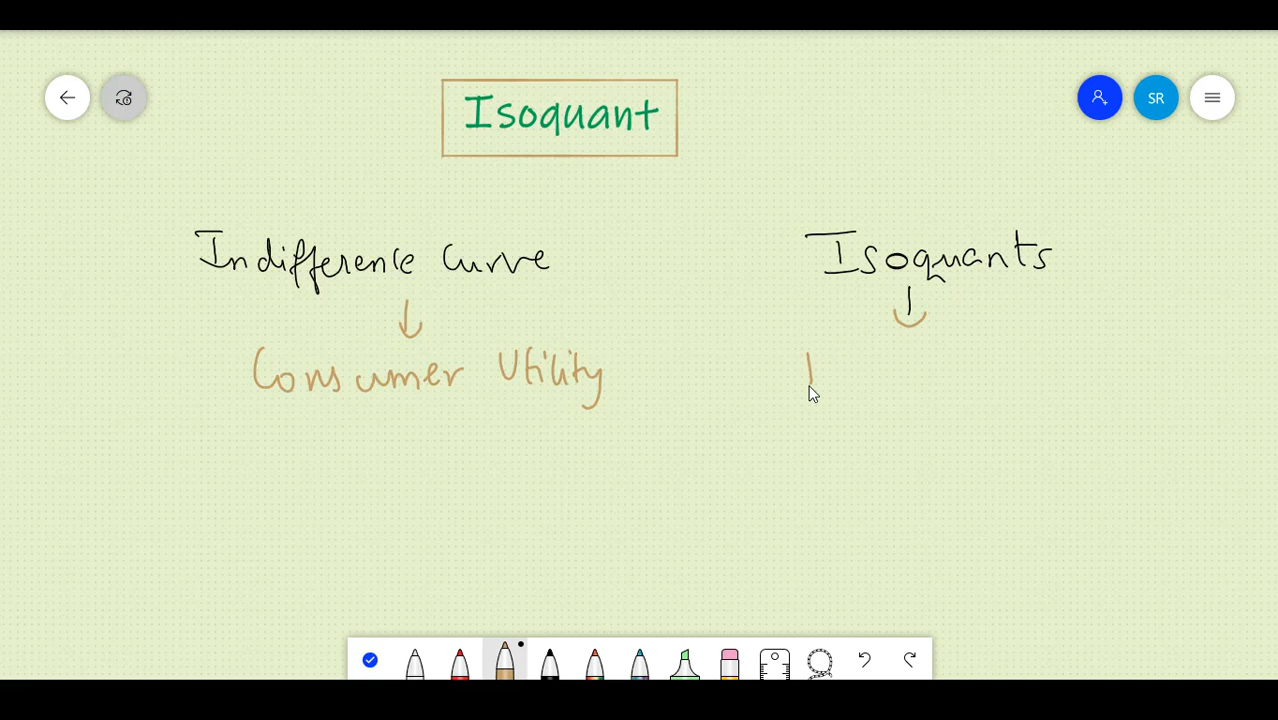 Isoquant
SR
Indifference Curve
Isoquants
Consumer Utility